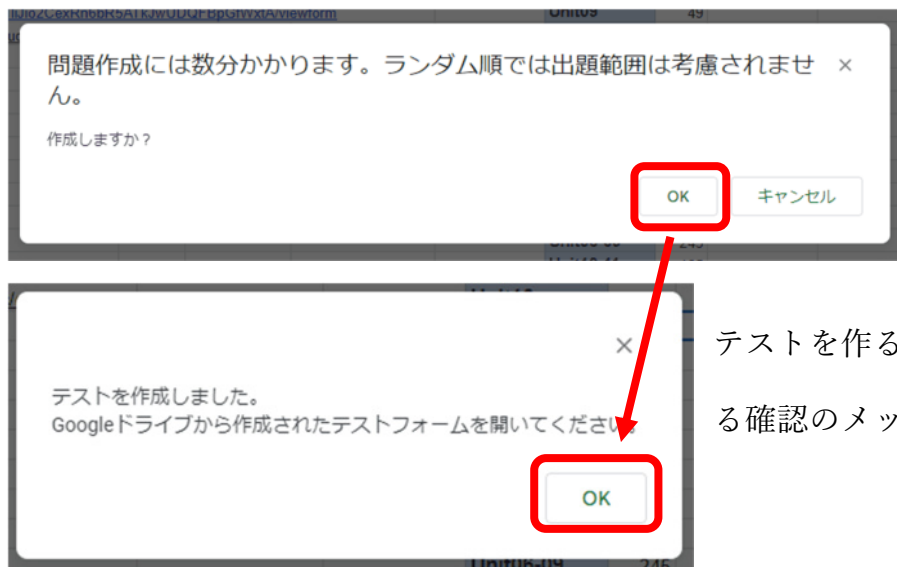 Unit09 49
問題作成には数分かかります。ランダム順では出題範囲は考慮されませ ×
ん。
作成しますか？
OK キャンセル
×
テストを作る
テストを作成しました。
Googleドライブから作成されたテストフォームを開いてください。
る確認のメッ
OK
Unit06-09 245